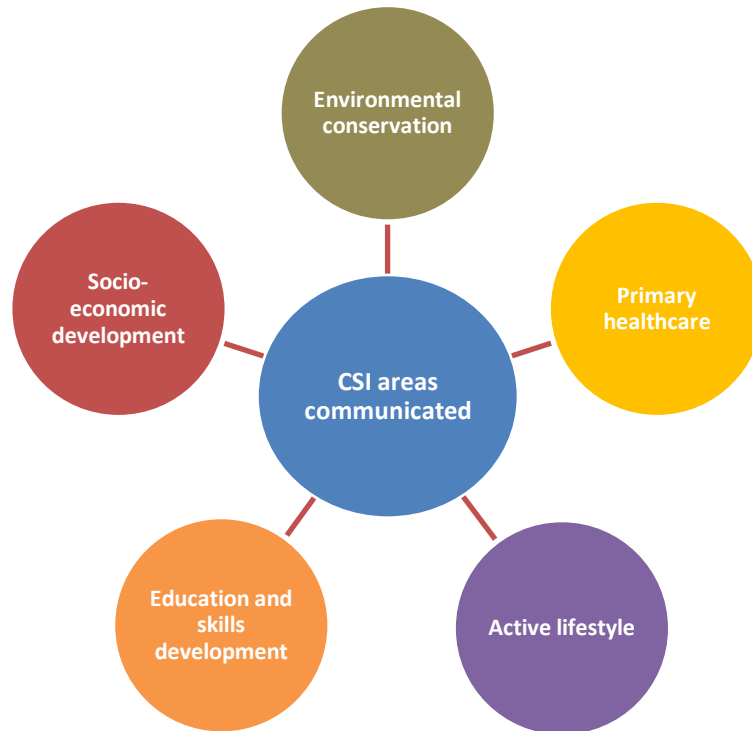 Environmental
conservation
Primary
healthcare
Active lifestyle
Education and
skills
development
Socio-
economic
development
CSI areas
communicated